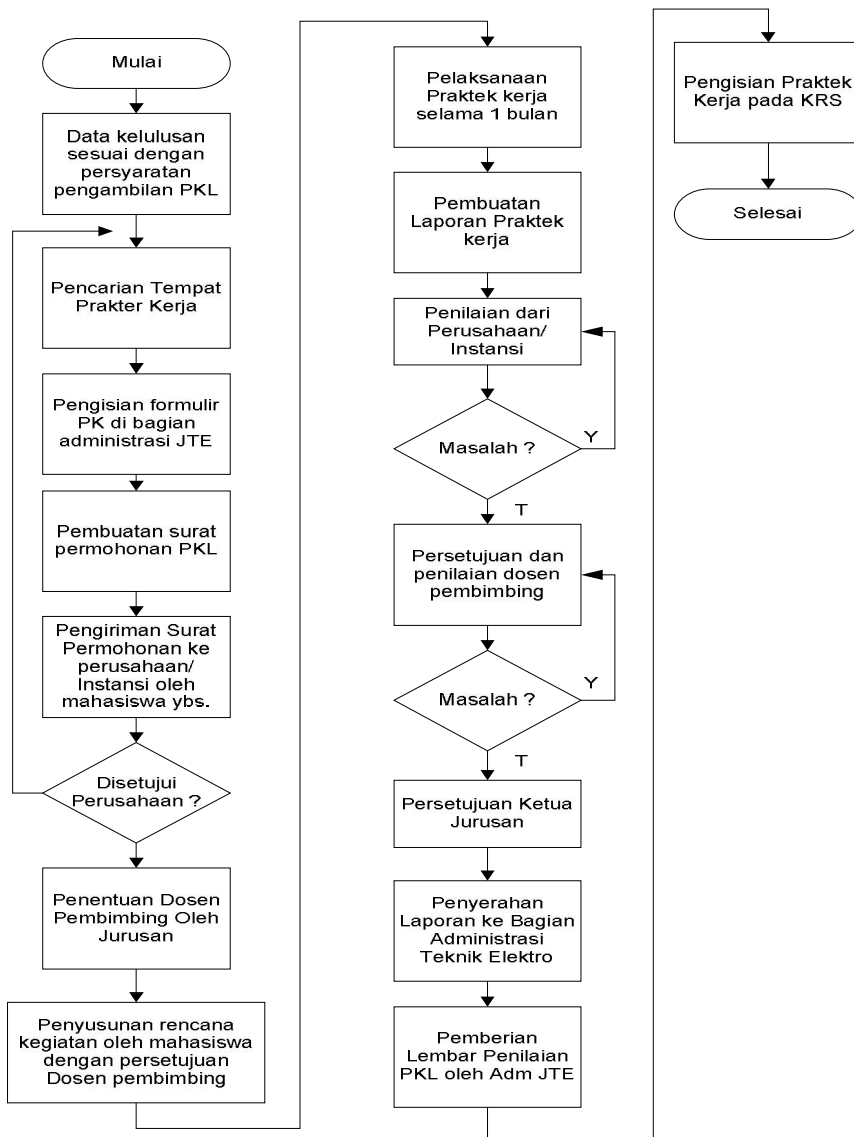 Mulai
Data kelulusan
sesuai dengan
persyaratan
pengambilan PKL
Pencarian Tempat
Prakter Kerja
Pengisian formulir
PK di bagian
administrasi JTE
Pembuatan surat
permohonan PKL
Pengiriman Surat
Permohonan ke
perusahaan/
Instansi oleh
mahasiswa ybs.
Disetujui
Perusahaan ?
Penentuan Dosen
Pembimbing Oleh
Jurusan
Penyusunan rencana
kegiatan oleh mahasiswa
dengan persetujuan
Dosen pembimbing
Pelaksanaan
Praktek kerja
selama 1 bulan
Pembuatan
Laporan Praktek
kerja
Penilaian dari
Perusahaan/
Instansi
Masalah ?
Y
T
Persetujuan dan
penilaian dosen
pembimbing
Masalah ?
Y
T
Persetujuan Ketua
Jurusan
Penyerahan
Laporan ke Bagian
Administrasi
Teknik Elektro
Pemberian
Lembar Penilaian
PKL oleh Adm JTE
Pengisian Praktek
Kerja pada KRS
Selesai